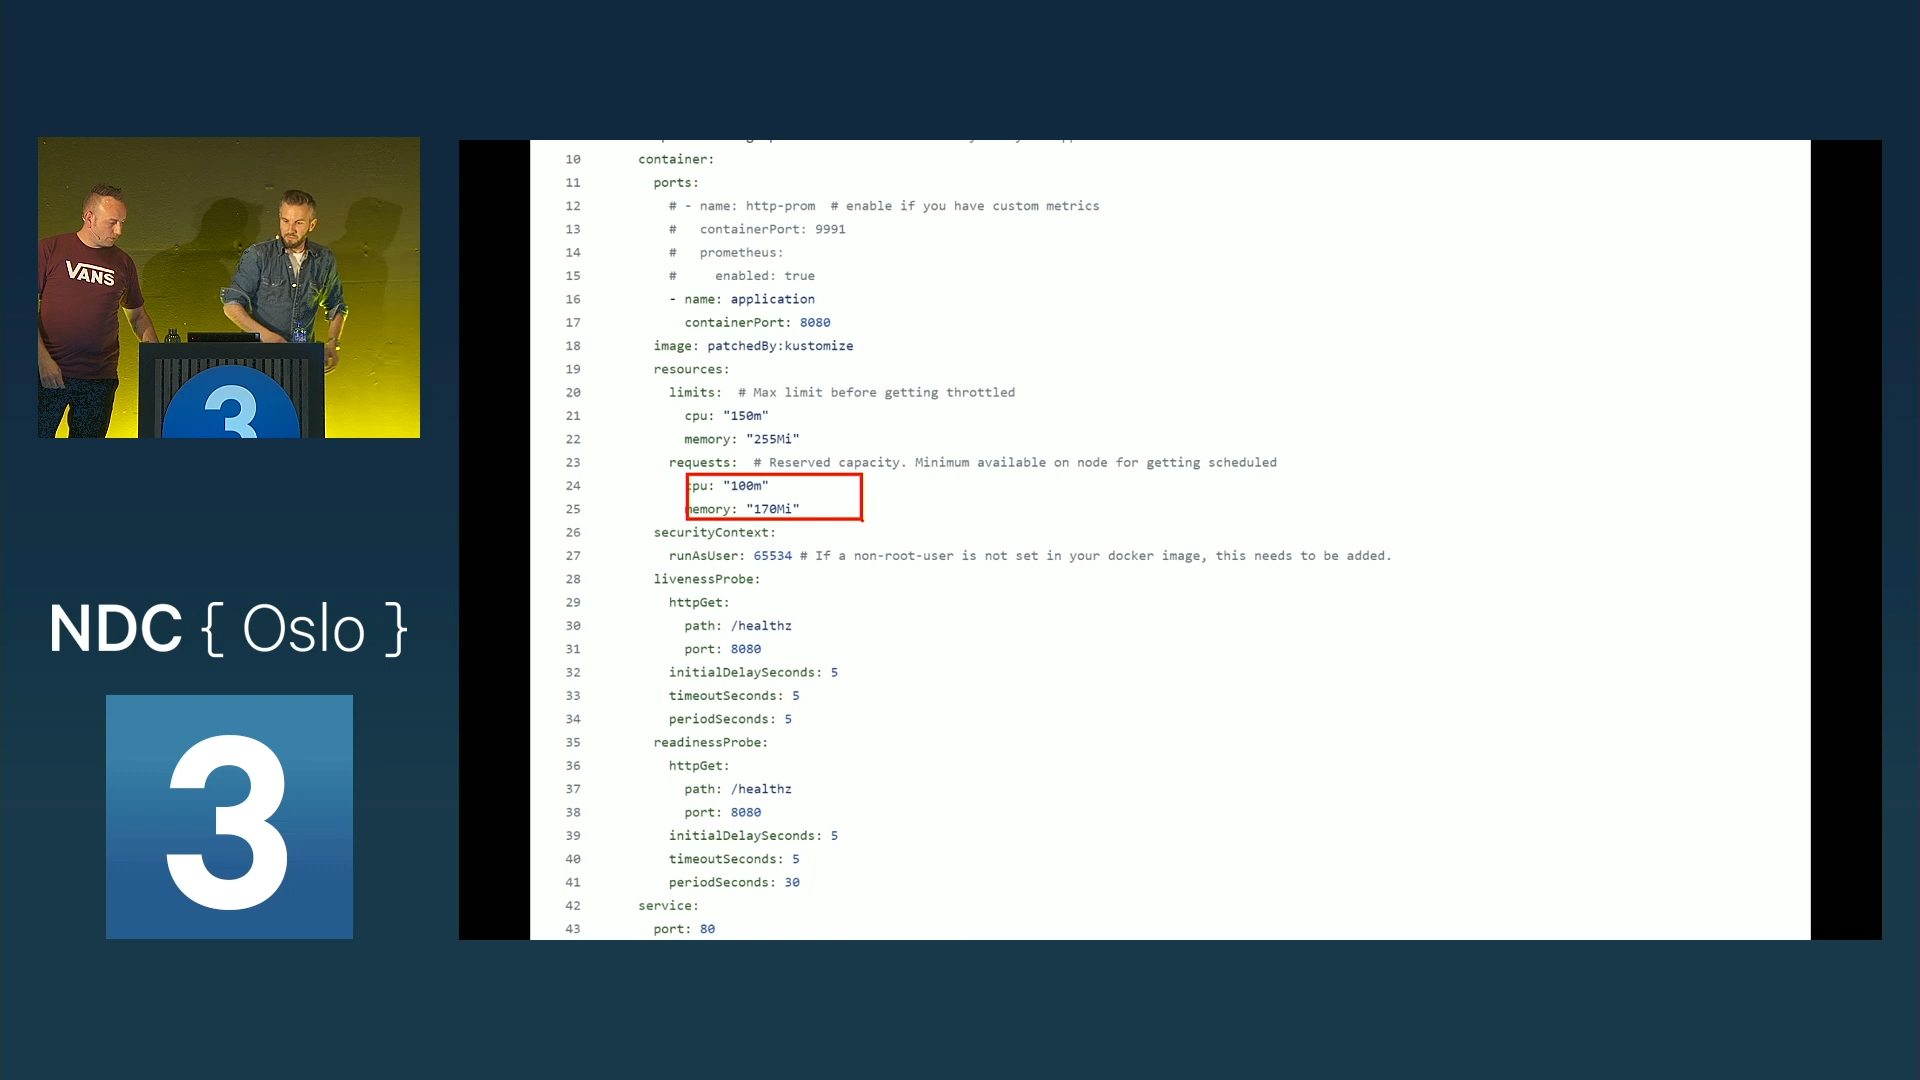 VANS
3
NDC { Oslo }
3
10 container:
11 ports:
12 # - name: http-prom # enable if you have custom metrics
13 # containerPort: 9991
14 # prometheus:
15 # enabled: true
16 - name: application
17 containerPort: 8080
18 image: patchedBy:kustomize
19 resources:
20 limits: # Max limit before getting throttled
21 cpu: "150m"
22 memory: "255Mi"
23 requests: # Reserved capacity. Minimum available on node for getting scheduled
24 cpu: "100m"
25 memory: "170Mi"
26 securityContext:
27 runAsUser: 65534 # If a non-root-user is not set in your docker image, this needs to be added.
28 livenessProbe:
29 httpGet:
30 path: /healthz
31 port: 8080
32 initialDelaySeconds: 5
33 timeoutSeconds: 5
34 periodSeconds: 5
35 readinessProbe:
36 httpGet:
37 path: /healthz
38 port: 8080
39 initialDelaySeconds: 5
40 timeoutSeconds: 5
41 periodSeconds: 30
42 service:
43 port: 80